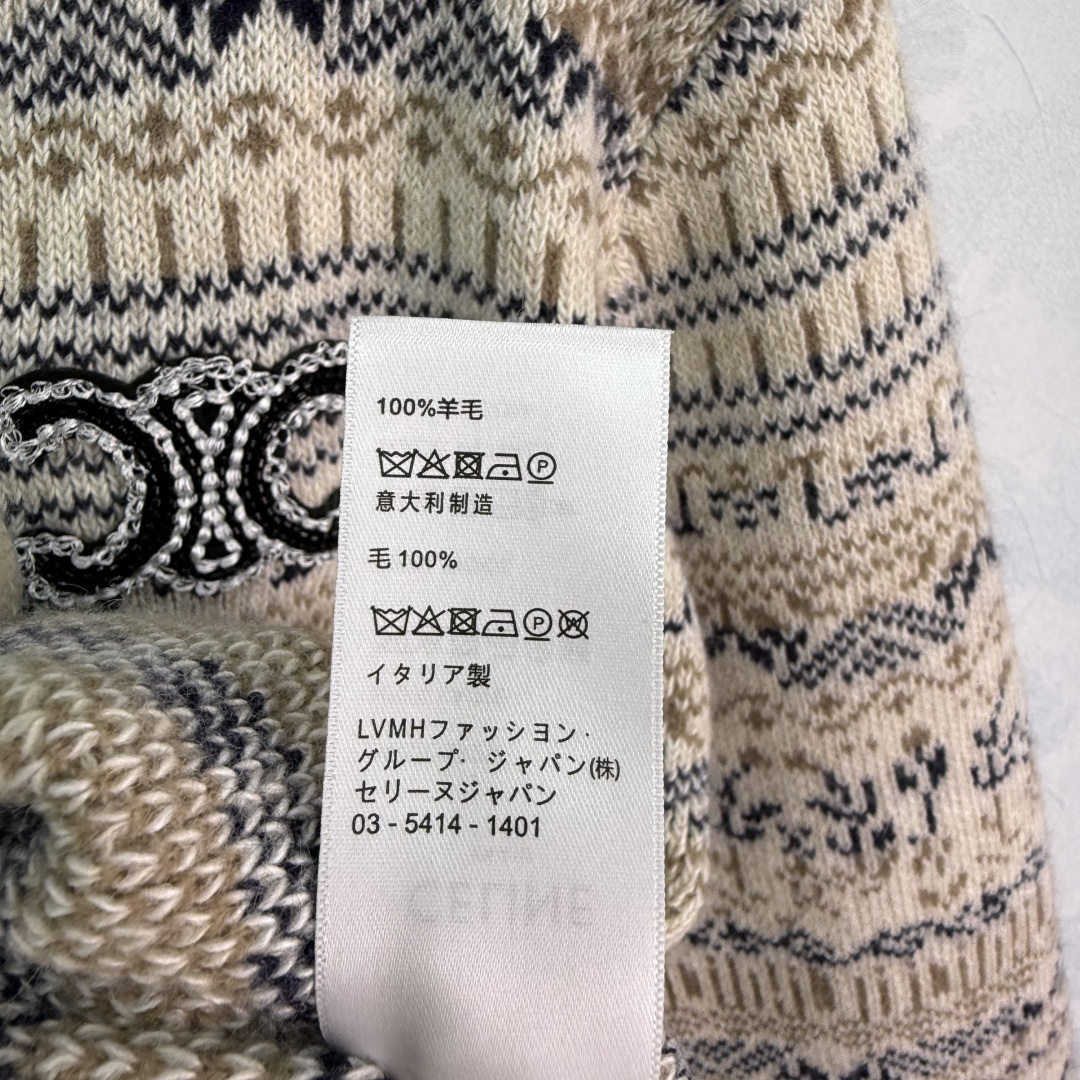 100%羊毛
P
意大利制造
毛 100%
P W
イタリア製
LVMHファッション·
グループ· ジャパン(株)
セリーヌジャパン
03 - 5414 - 1401
CELINE